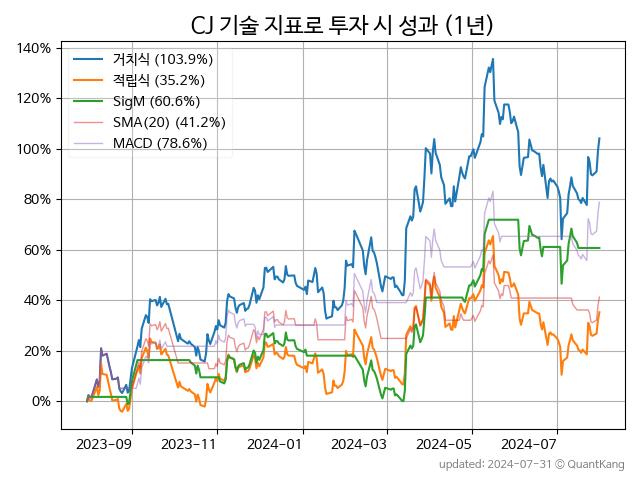 CJ 기술 지표로 투자 시 성과 (1년)
140%
120%
100%
80%
60%
40%
20%
0%
거치식 (103.9%)
적립식 (35.2%)
SigM (60.6%)
SMA(20) (41.2%)
MACD (78.6%)
2023-09 2023-11 2024-01 2024-03 2024-05 2024-07
updated: 2024-07-31 © QuantKang